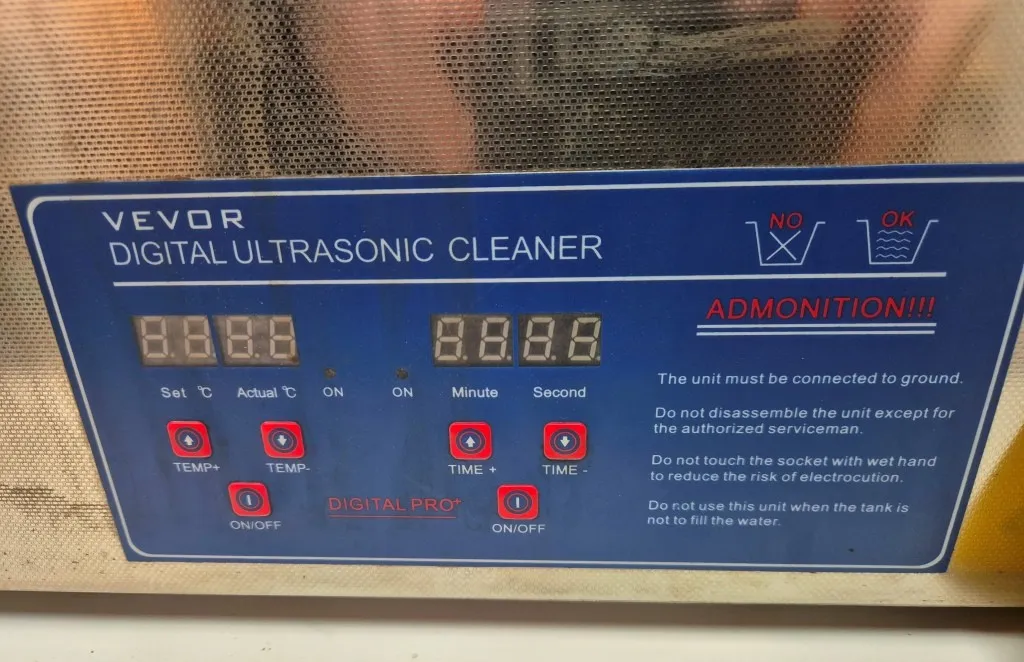 VEVOR
DIGITAL ULTRASONIC CLEANER
NO
OK
ADMONITION!!!
Set °C
Actual °C
ON
ON
Minute
Second
TEMP+
TEMP-
TIME +
TIME -
ON/OFF
DIGITAL PRO+
ON/OFF
The unit must be connected to ground.
Do not disassemble the unit except for
the authorized serviceman.
Do not touch the socket with wet hand
to reduce the risk of electrocution.
Do not use this unit when the tank is
not to fill the water.